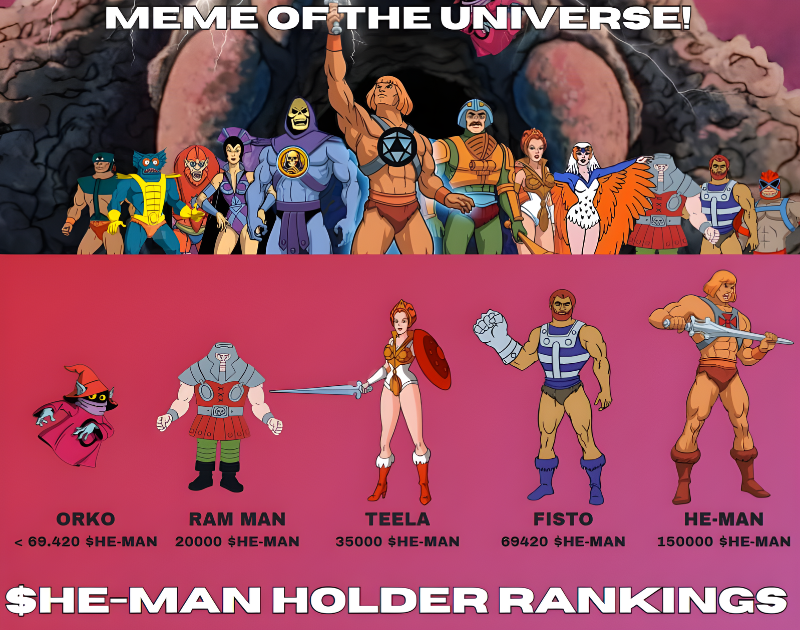 MEME OF THE UNIVERSE!
ORKO
< 69.420 $HE-MAN
RAM MAN
20000 $HE-MAN
TEELA
35000 $HE-MAN
FISTO
69420 $HE-MAN
HE-MAN
150000 $HE-MAN
$HE-MAN HOLDER RANKINGS